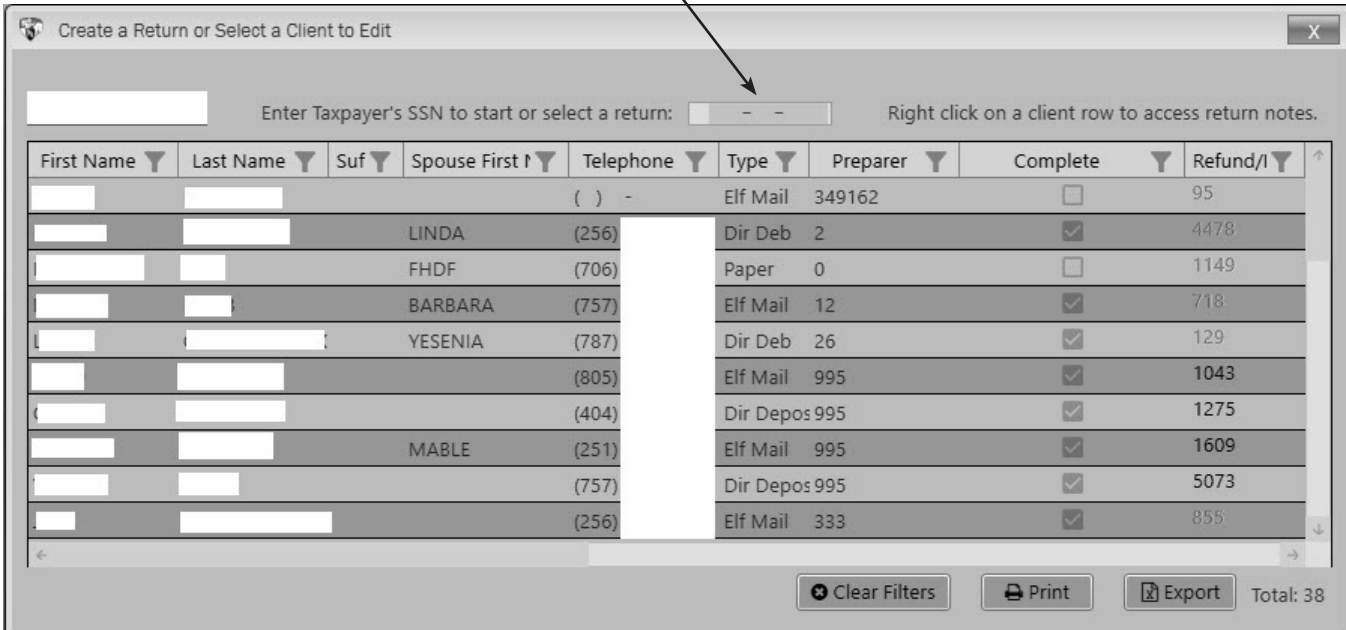 Create a Return or Select a Client to Edit X
Enter Taxpayer's SSN to start or select a return: - - Right click on a client row to access return notes.
First Name Last Name Suf Spouse First N Telephone Type Preparer Complete Refund/I
( ) - Elf Mail 349162 95
LINDA (256) Dir Deb 2 4478
FHDF (706) Paper 0 1149
BARBARA (757) Elf Mail 12 718
YESENIA (787) Dir Deb 26 129
(805) Elf Mail 995 1043
(404) Dir Depos 995 1275
MABLE (251) Elf Mail 995 1609
(757) Dir Depos 995 5073
(256) Elf Mail 333 855
Clear Filters Print Export Total: 38